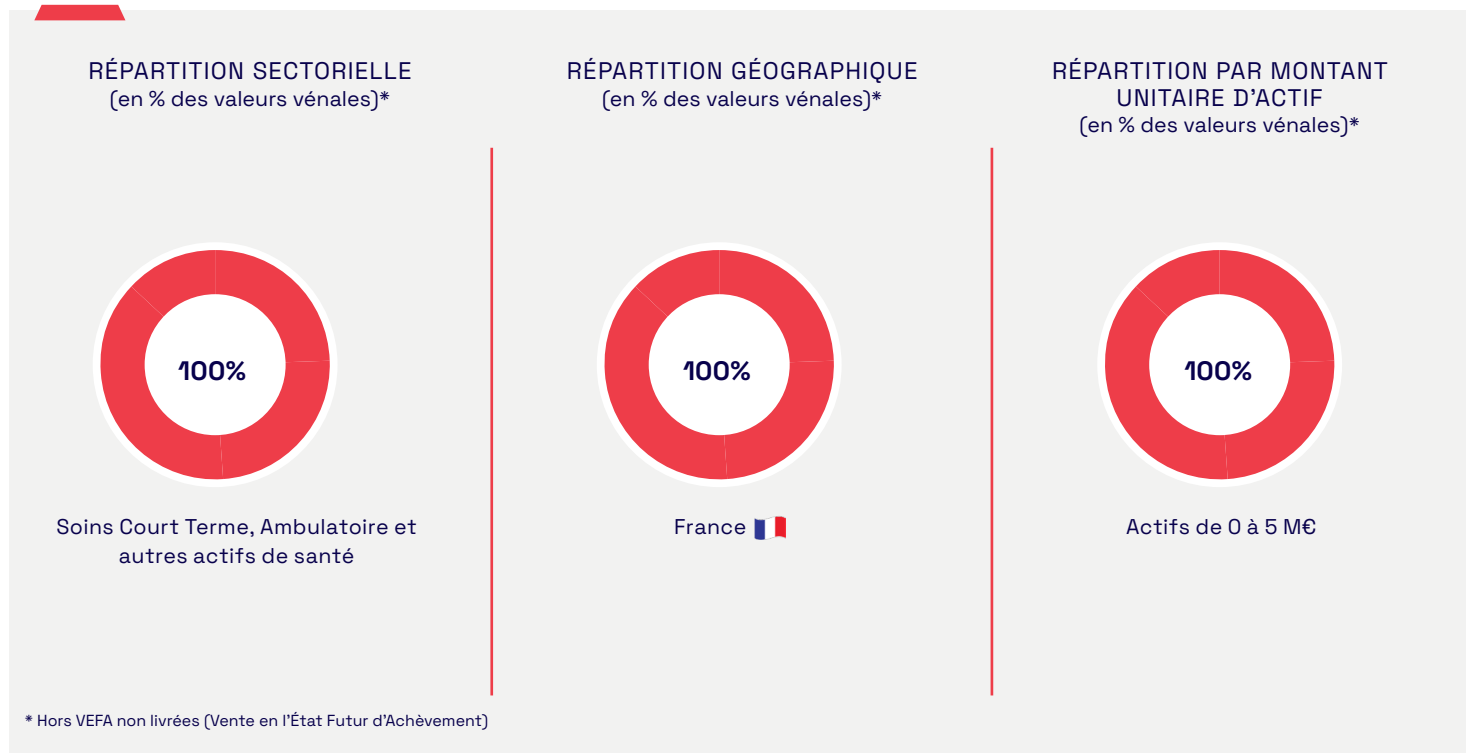 RÉPARTITION SECTORIELLE
(en % des valeurs vénales)*
100%
Soins Court Terme, Ambulatoire et
autres actifs de santé
RÉPARTITION GÉOGRAPHIQUE
(en % des valeurs vénales)*
100%
France
RÉPARTITION PAR MONTANT
UNITAIRE D'ACTIF
(en % des valeurs vénales)*
100%
Actifs de 0 à 5 M€
* Hors VEFA non livrées (Vente en l'État Futur d'Achèvement)